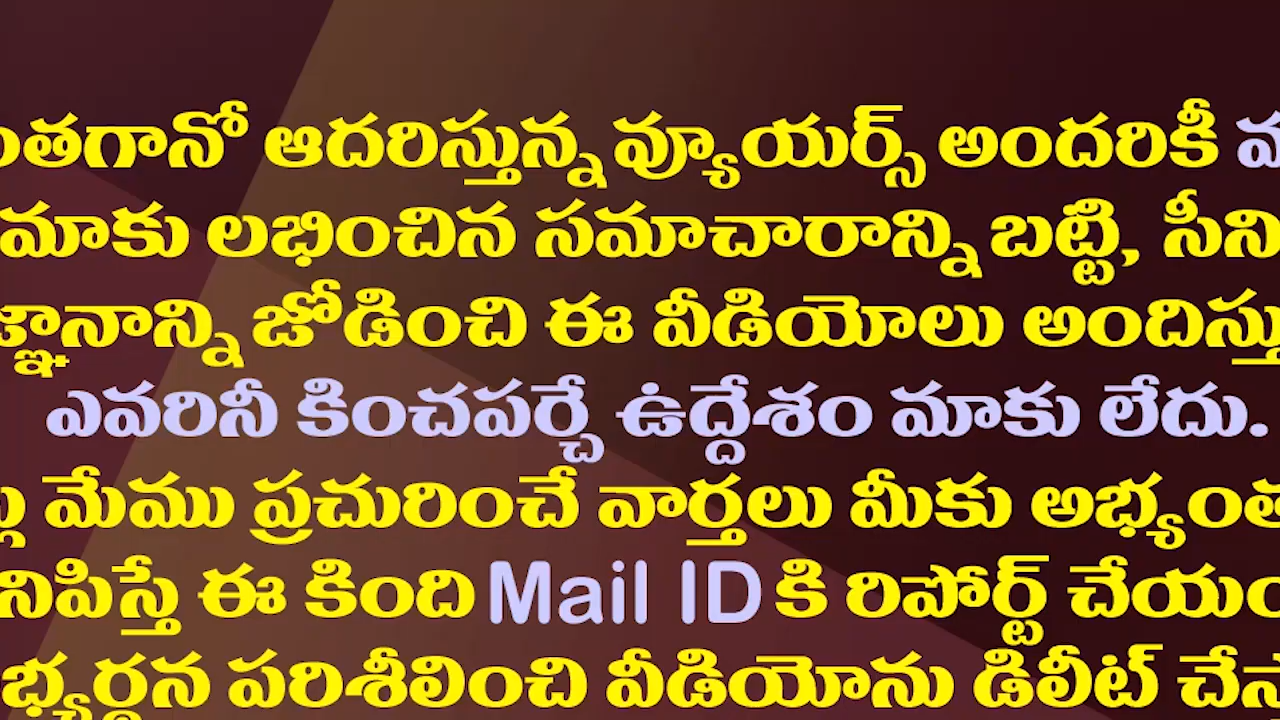 ంతగానో ఆదరిస్తున్న వ్యూయర్స్ అందరికీ
మాకు లభించిన సమాచారాన్ని బట్టి, సీని
జ్ఞానాన్ని జోడించి ఈ వీడియోలు అందిస్తు
ఎవరినీ కించపర్చే ఉద్దేశం మాకు లేదు.
మేము ప్రచురించే వార్తలు మీకు అభ్యంత
నిపిస్తే ఈ కింది Mail ID కి రిపోర్ట్ చేయం
భ్యర్థన పరిశీలించి వీడియోను డిలీట్ చేస